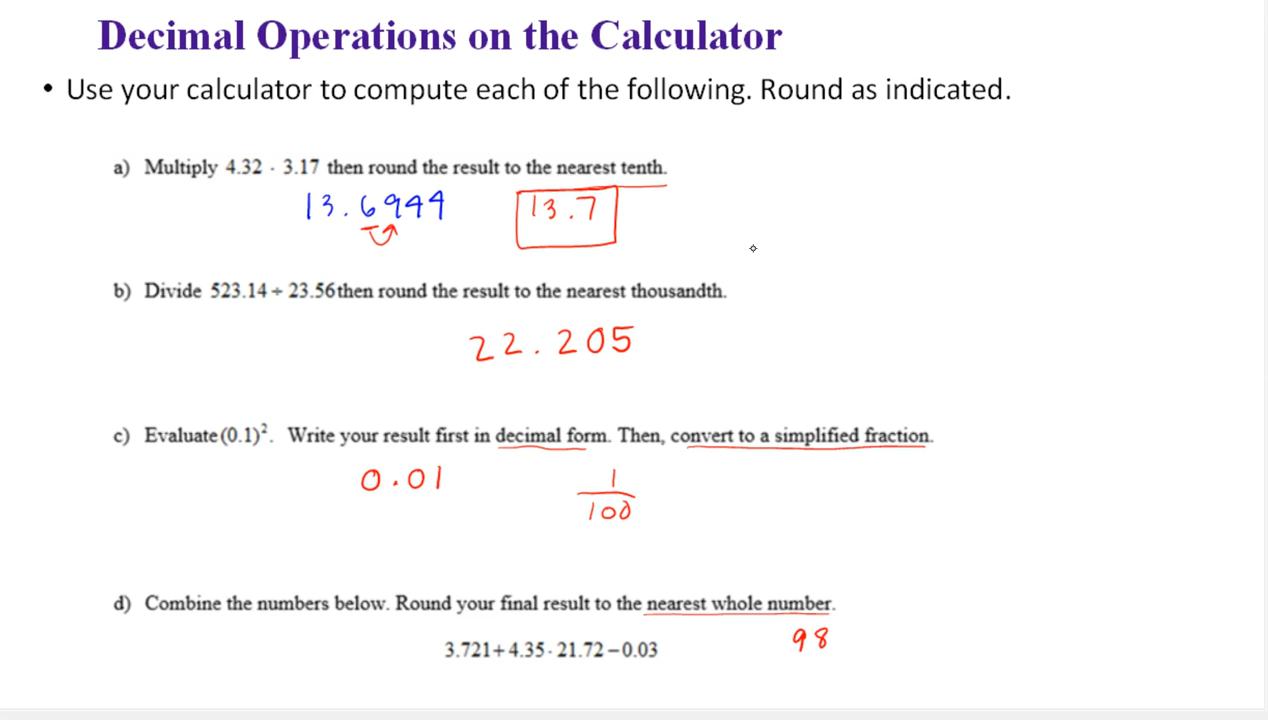 Decimal Operations on the Calculator
• Use your calculator to compute each of the following. Round as indicated.
a) Multiply 4.32 · 3.17 then round the result to the nearest tenth.
13.6944 13.7
b) Divide 523.14 ÷ 23.56 then round the result to the nearest thousandth.
22.205
c) Evaluate (0.1)². Write your result first in decimal form. Then, convert to a simplified fraction.
0.01 1/100
d) Combine the numbers below. Round your final result to the nearest whole number.
3.721 + 4.35 · 21.72 − 0.03 98